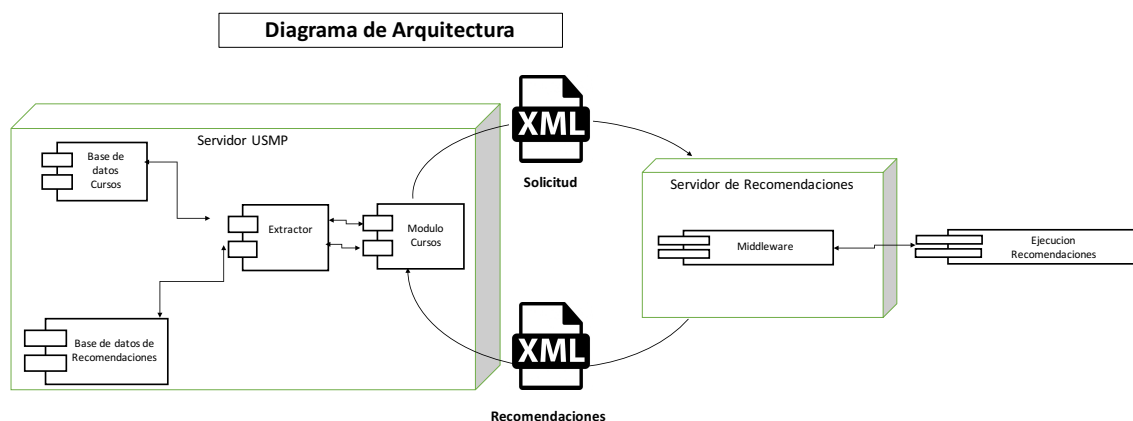 Diagrama de Arquitectura
XML
Solicitud
Servidor USMP
Base de
datos
Cursos
Extractor
Modulo
Cursos
Base de datos de
Recomendaciones
Servidor de Recomendaciones
Middleware
Ejecucion
Recomendaciones
XML
Recomendaciones